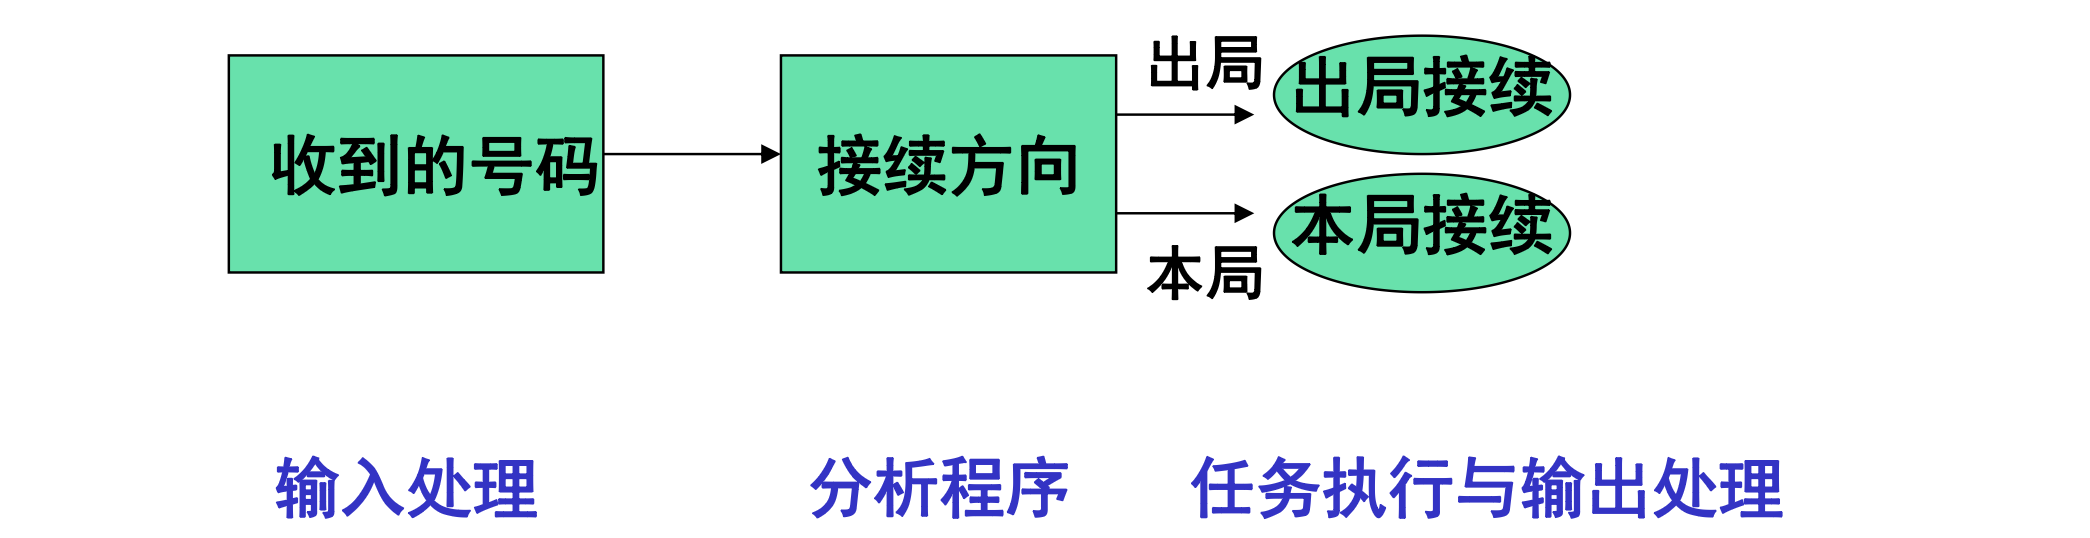 收到的号码
接续方向
出局
出局接续
本局接续
本局
输入处理
分析程序
任务执行与输出处理